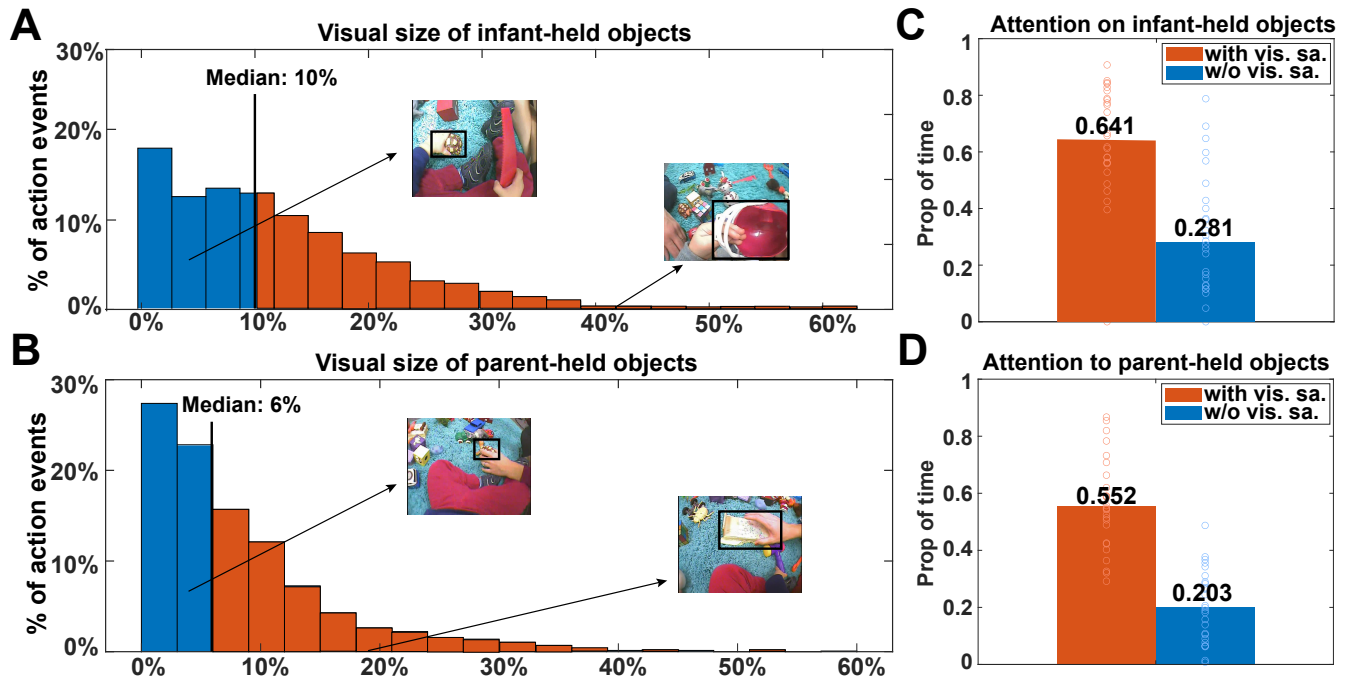 A
Visual size of infant-held objects
% of action events
30%
20%
10%
0%
Median: 10%
0% 10% 20% 30% 40% 50% 60%
B
Visual size of parent-held objects
% of action events
30%
20%
10%
0%
Median: 6%
0% 10% 20% 30% 40% 50% 60%
C
Attention on infant-held objects
Prop of time
1
0.8
0.6
0.4
0.2
0
with vis. sa.
w/o vis. sa.
0.641
0.281
D
Attention to parent-held objects
Prop of time
1
0.8
0.6
0.4
0.2
0
with vis. sa.
w/o vis. sa.
0.552
0.203